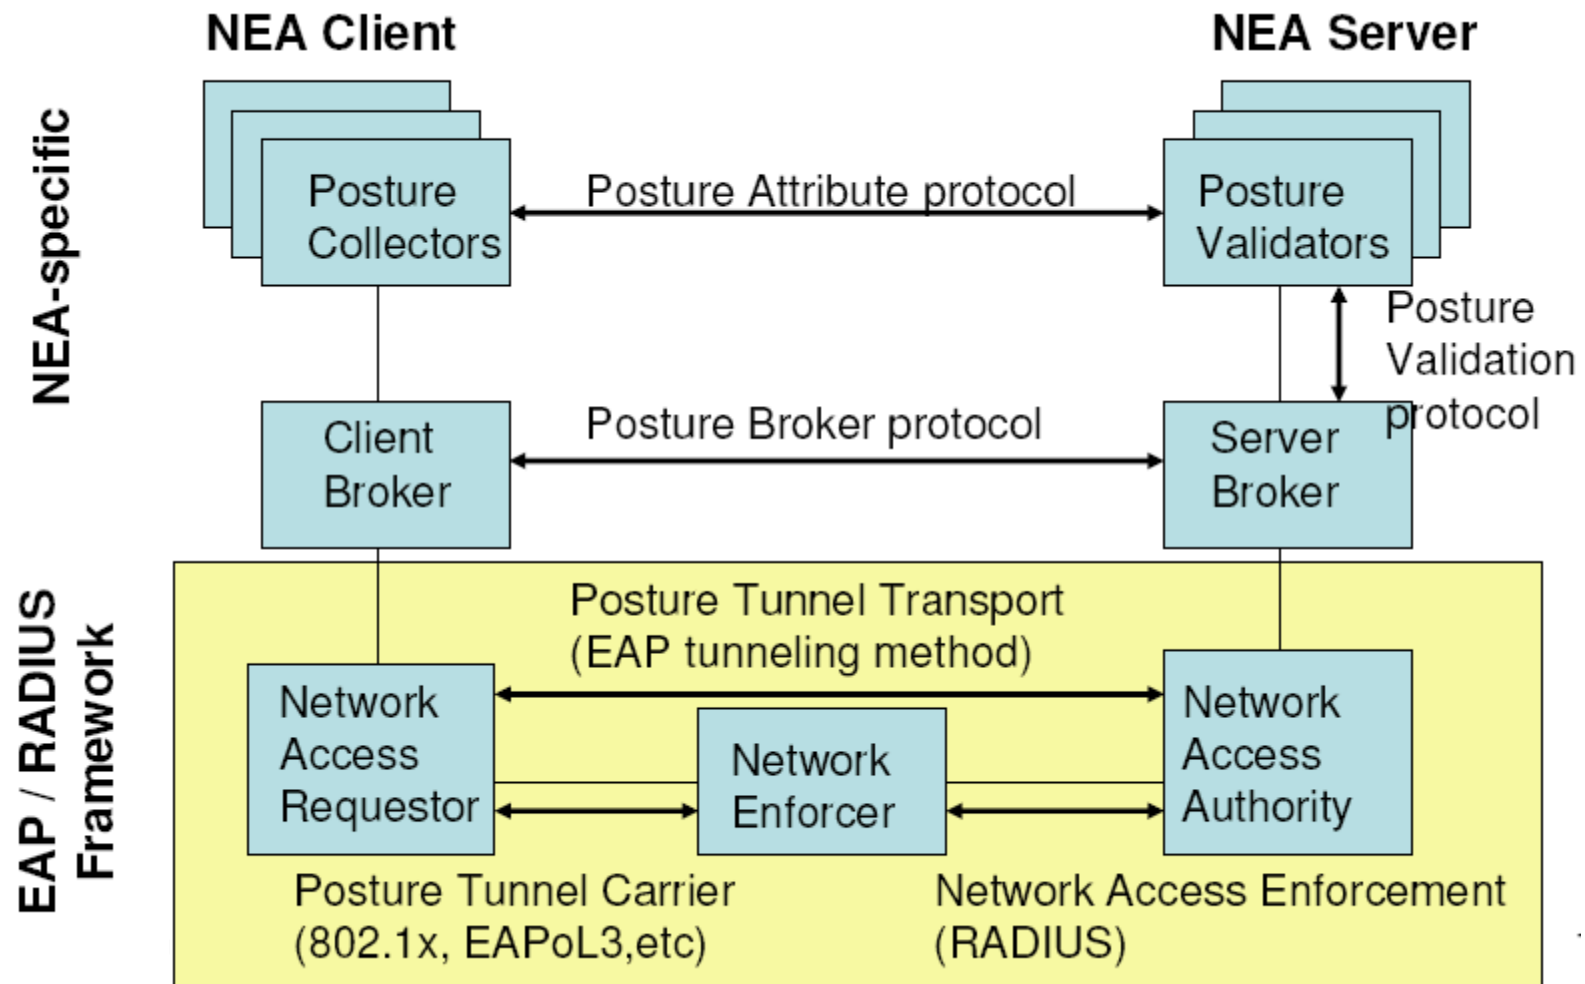 NEA Client
NEA Server
NEA-specific
Posture
Collectors
Posture Attribute protocol
Posture
Validators
Posture
Validation
protocol
Client
Broker
Posture Broker protocol
Server
Broker
EAP / RADIUS
Framework
Posture Tunnel Transport
(EAP tunneling method)
Network
Access
Requestor
Network
Enforcer
Network
Access
Authority
Posture Tunnel Carrier
(802.1x, EAPoL3,etc)
Network Access Enforcement
(RADIUS)